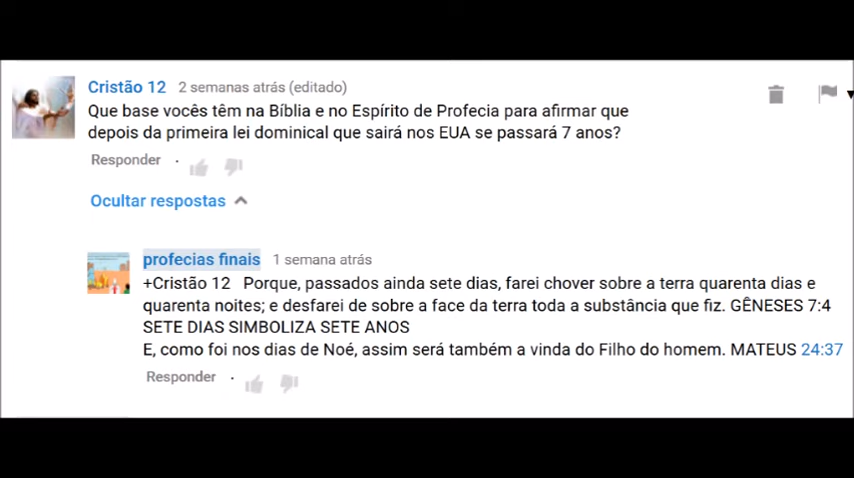 Cristão 12 2 semanas atrás (editado)
Que base vocês têm na Bíblia e no Espírito de Profecia para afirmar que
depois da primeira lei dominical que sairá nos EUA se passará 7 anos?
Responder ·
Ocultar respostas
profecias finais 1 semana atrás
+Cristão 12 Porque, passados ainda sete dias, farei chover sobre a terra quarenta dias e
quarenta noites; e desfarei de sobre a face da terra toda a substância que fiz. GÊNESES 7:4
SETE DIAS SIMBOLIZA SETE ANOS
E, como foi nos dias de Noé, assim será também a vinda do Filho do homem. MATEUS 24:37
Responder ·